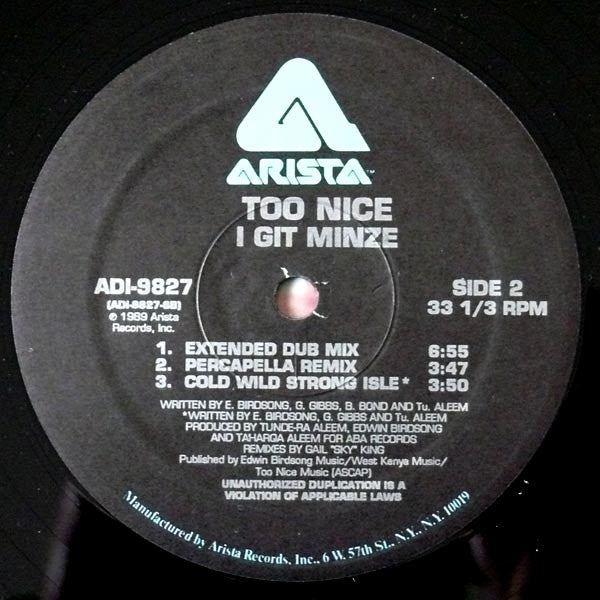 ARISTA™
TOO NICE
I GIT MINZE
ADI-9827
(ADI-9827-SB)
℗ 1989 Arista
Records, Inc.
SIDE 2
33 1/3 RPM
1. EXTENDED DUB MIX 6:55
2. PERCAPELLA REMIX 3:47
3. COLD WILD STRONG ISLE* 3:50
WRITTEN BY E. BIRDSONG, G. GIBBS, B. BOND AND Tu. ALEEM
*WRITTEN BY E. BIRDSONG, G. GIBBS AND Tu. ALEEM
PRODUCED BY TUNDE-RA ALEEM, EDWIN BIRDSONG
AND TAHARQA ALEEM FOR ABA RECORDS
REMIXES BY GAIL "SKY" KING
Published by Edwin Birdsong Music/West Kenya Music/
Too Nice Music (ASCAP)
UNAUTHORIZED DUPLICATION IS A
VIOLATION OF APPLICABLE LAWS
Manufactured by Arista Records, Inc., 6 W. 57th St., N.Y., N.Y. 10019